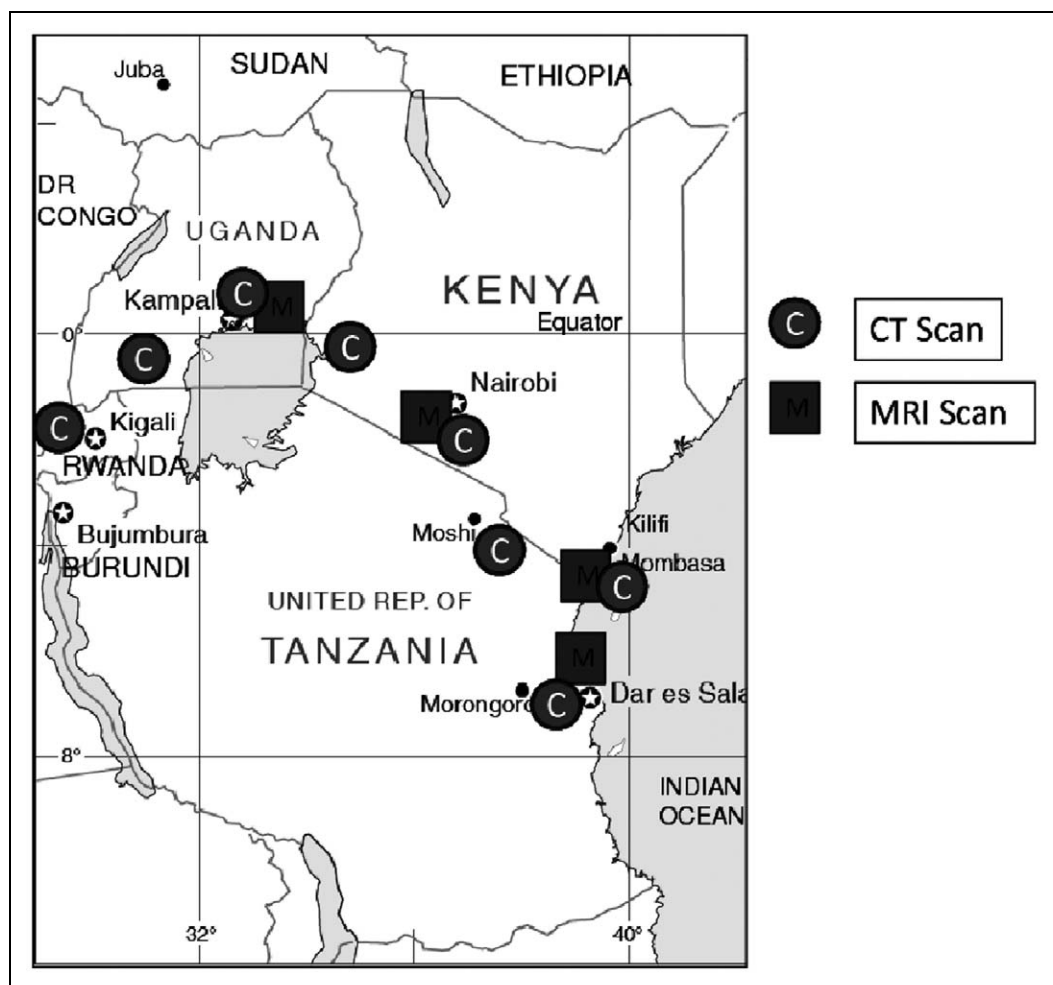 Juba
SUDAN
ETHIOPIA
DR
CONGO
UGANDA
C
Kampal
M
KENYA
0°
Equator
C
C
C
CT Scan
M
MRI Scan
Nairobi
M
C
Kigali
C
RWANDA
Bujumbura
BURUNDI
Moshi
C
Kilifi
Mombasa
M
C
UNITED REP. OF
TANZANIA
M
Morongoro
C
Dar es Sala
8°
INDIAN
OCEAN
32°
40°